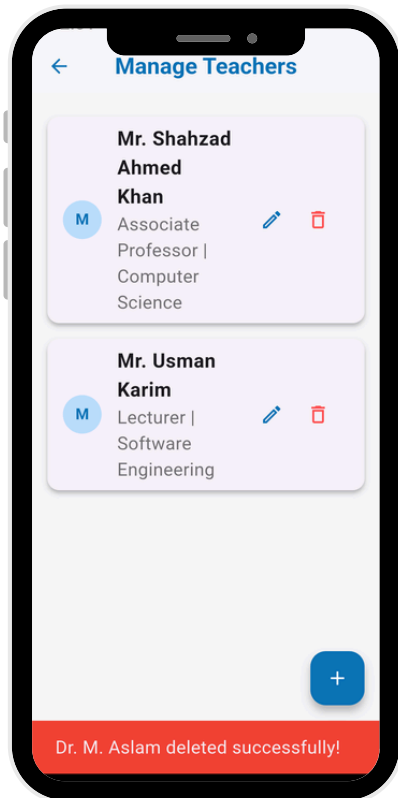 Manage Teachers
Mr. Shahzad
Ahmed
Khan
M
Associate
Professor |
Computer
Science
Mr. Usman
Karim
M
Lecturer |
Software
Engineering
+
Dr. M. Aslam deleted successfully!